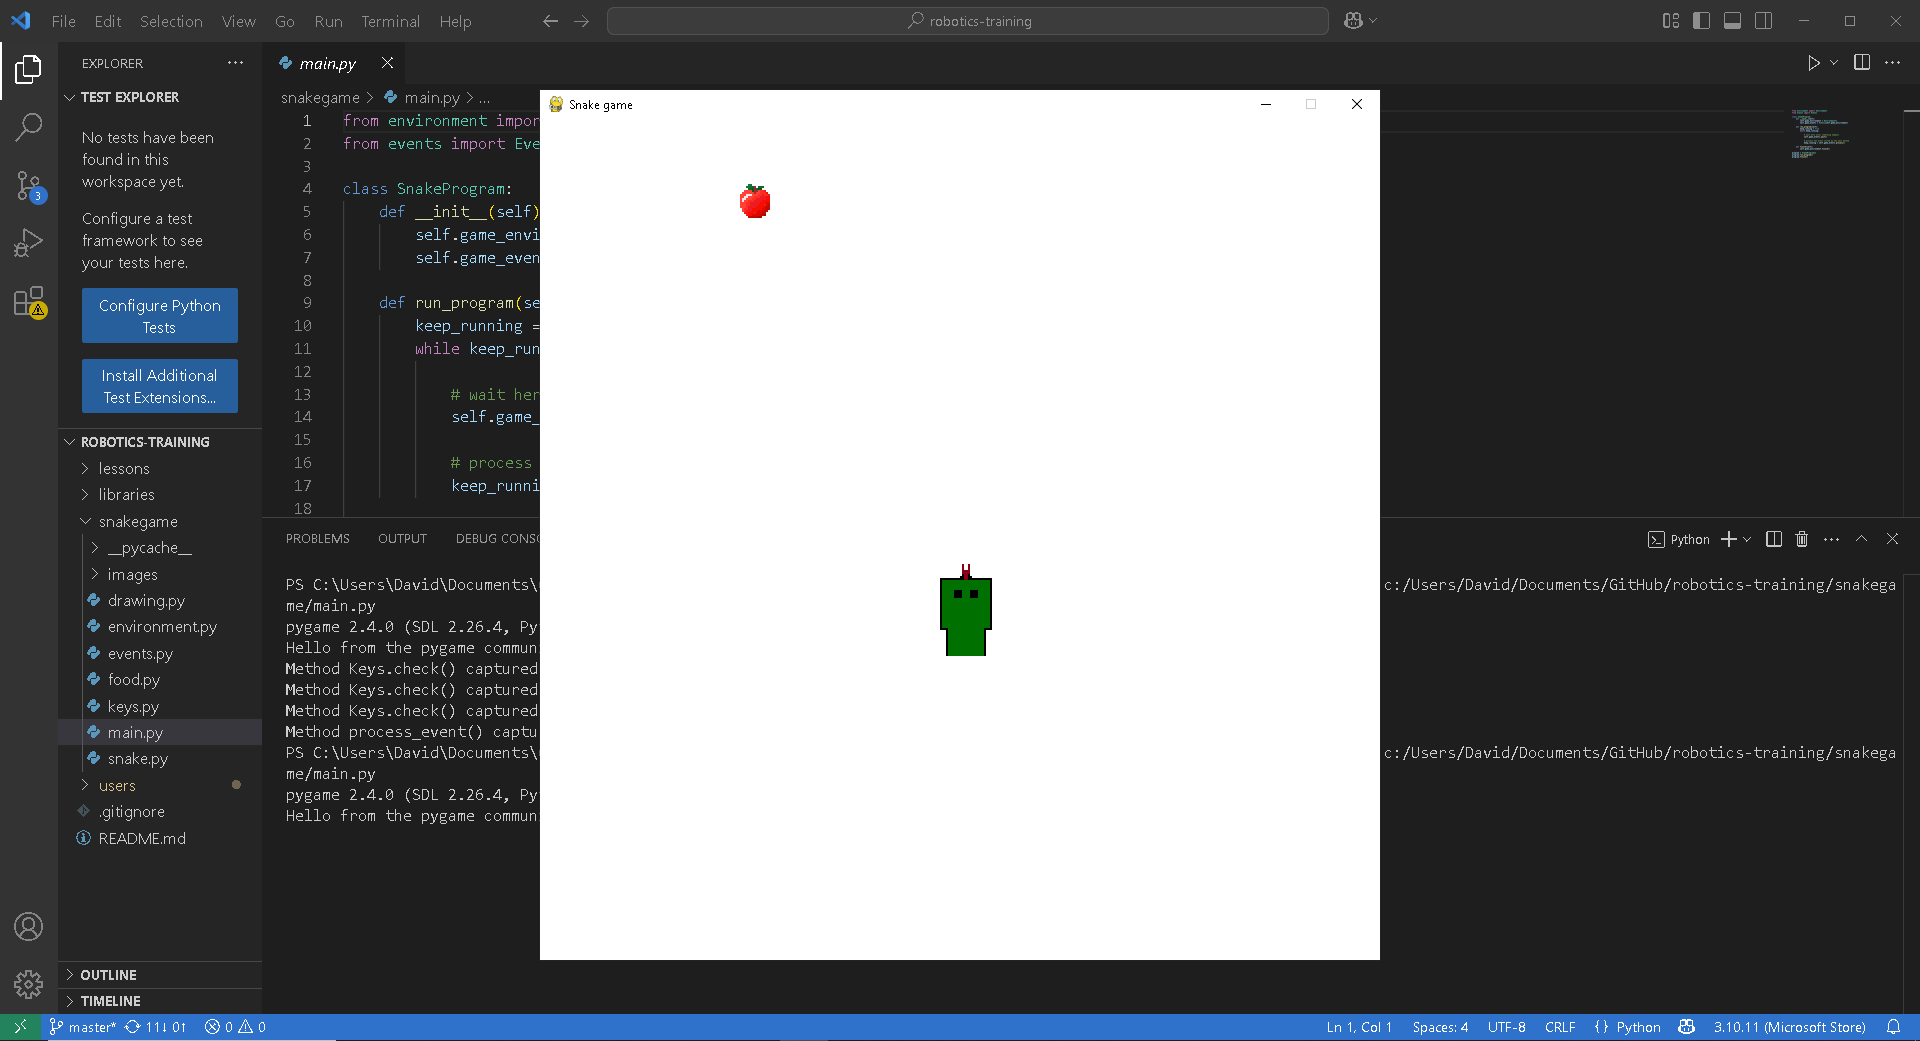 File Edit Selection View Go Run Terminal Help
robotics-training
EXPLORER
TEST EXPLORER
No tests have been
found in this
workspace yet.
Configure a test
framework to see
your tests here.
Configure Python
Tests
Install Additional
Test Extensions...
ROBOTICS-TRAINING
lessons
libraries
snakegame
__pycache__
images
drawing.py
environment.py
events.py
food.py
keys.py
main.py
snake.py
users
.gitignore
README.md
OUTLINE
TIMELINE
3
main.py
snakegame > main.py > ...
1 from environment impor
2 from events import Eve
3
4 class SnakeProgram:
5 def __init__(self)
6 self.game_envi
7 self.game_even
8
9 def run_program(se
10 keep_running =
11 while keep_run
12
13 # wait her
14 self.game_
15
16 # process
17 keep_runni
18
Snake game
PROBLEMS OUTPUT DEBUG CONSO
Python
PS C:\Users\David\Documents\ c:/Users/David/Documents/GitHub/robotics-training/snakega
me/main.py
pygame 2.4.0 (SDL 2.26.4, Py
Hello from the pygame commun
Method Keys.check() captured
Method Keys.check() captured
Method Keys.check() captured
Method process_event() captu
PS C:\Users\David\Documents\ c:/Users/David/Documents/GitHub/robotics-training/snakega
me/main.py
pygame 2.4.0 (SDL 2.26.4, Py
Hello from the pygame commun
master* 11↓ 0↑ 0 0
Ln 1, Col 1 Spaces: 4 UTF-8 CRLF {} Python 3.10.11 (Microsoft Store)